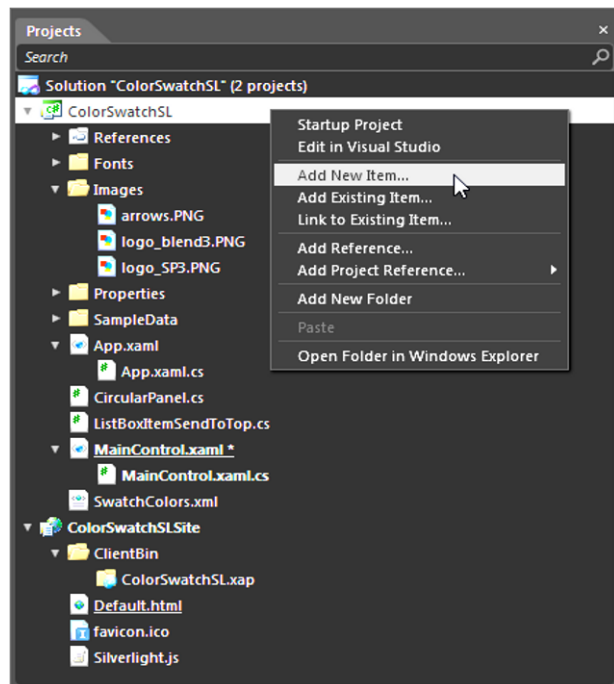 Projects
Search
Solution "ColorSwatchSL" (2 projects)
ColorSwatchSL
References
Fonts
Images
arrows.PNG
logo_blend3.PNG
logo_SP3.PNG
Properties
SampleData
App.xaml
App.xaml.cs
CircularPanel.cs
ListBoxItemSendToTop.cs
MainControl.xaml *
MainControl.xaml.cs
SwatchColors.xml
ColorSwatchSLSite
ClientBin
ColorSwatchSL.xap
Default.html
favicon.ico
Silverlight.js
Startup Project
Edit in Visual Studio
Add New Item...
Add Existing Item...
Link to Existing Item...
Add Reference...
Add Project Reference...
Add New Folder
Paste
Open Folder in Windows Explorer